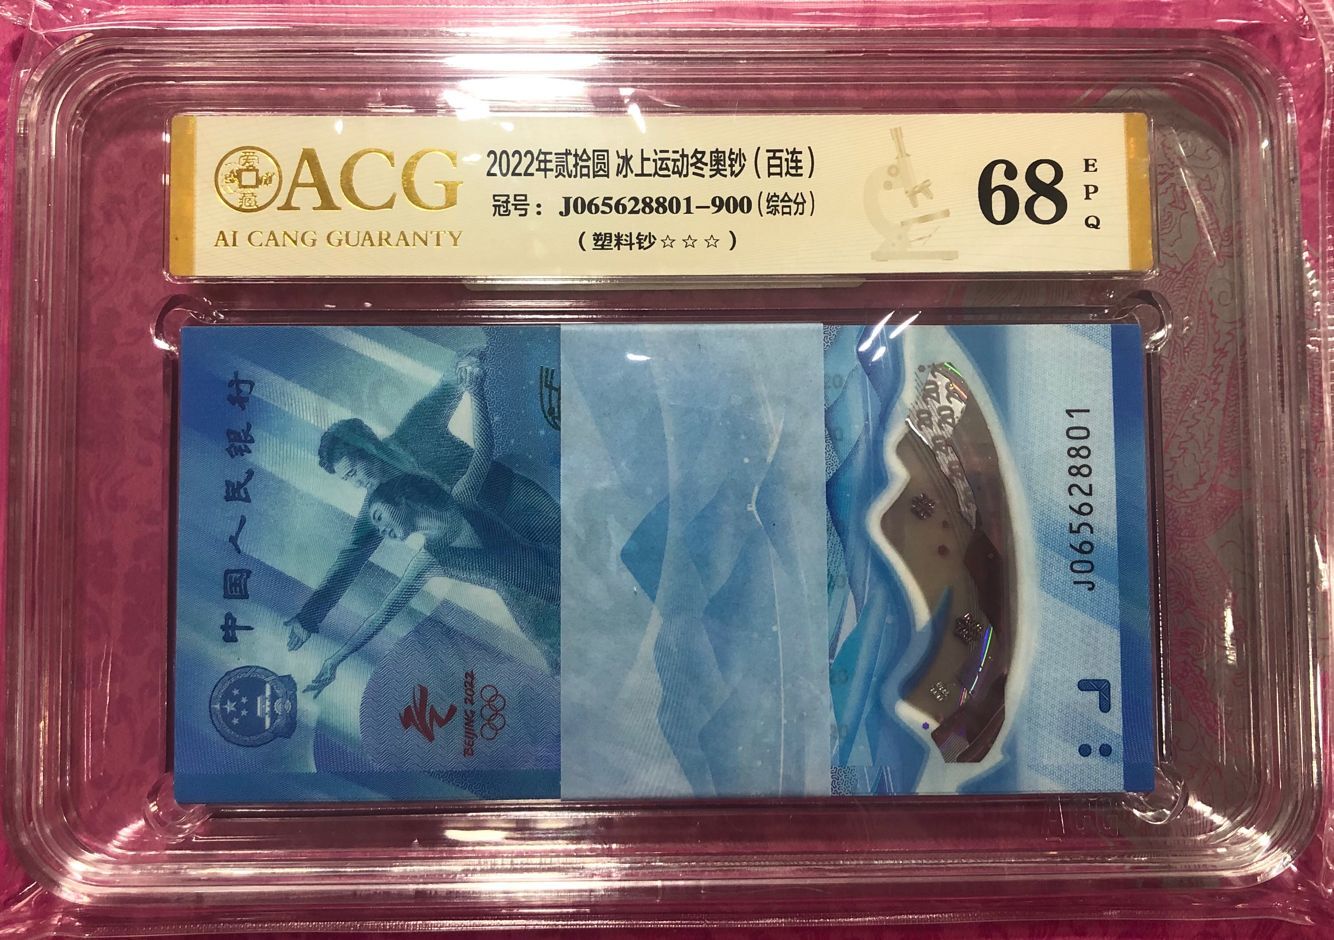 爱藏
ACG
AI CANG GUARANTY
2022年贰拾圆 冰上运动冬奥钞（百连）
冠号：J065628801-900(综合分)
（塑料钞☆☆☆）
68
EPQ
中国人民银行
BEIJING 2022
J065628801